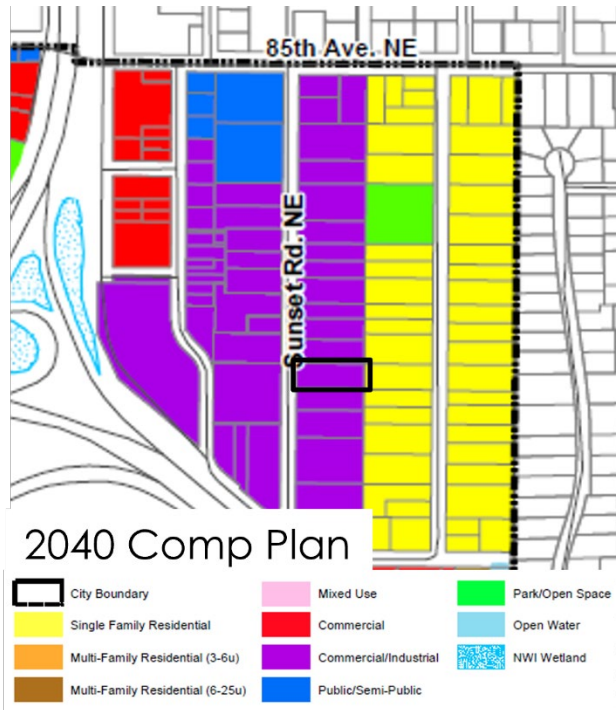 85th Ave. NE
Sunset Rd. NE
2040 Comp Plan
City Boundary
Single Family Residential
Multi-Family Residential (3-6u)
Multi-Family Residential (6-25u)
Mixed Use
Commercial
Commercial/Industrial
Public/Semi-Public
Park/Open Space
Open Water
NWI Wetland